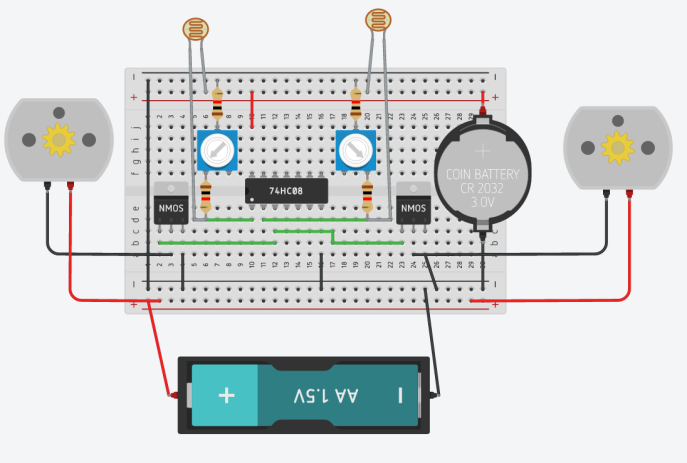 74HC08
NMOS
NMOS
COIN BATTERY
CR 2032
3.0V
AA 1.5V
+